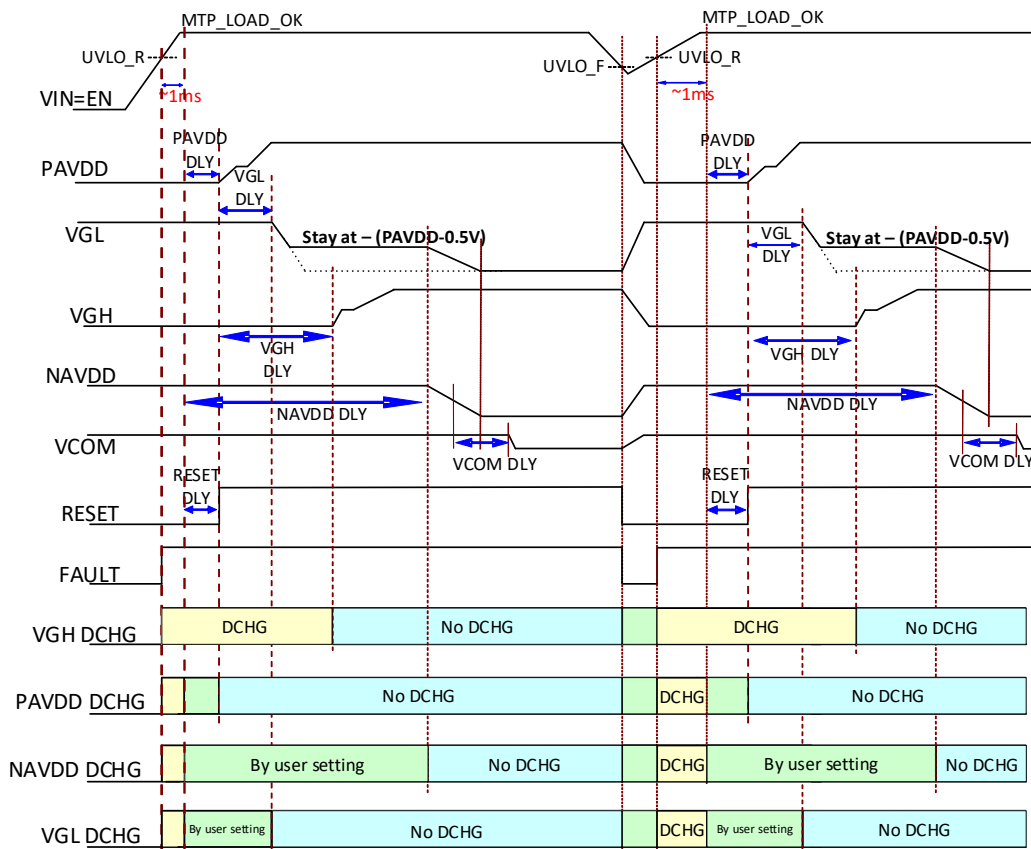 MTP_LOAD_OK
MTP_LOAD_OK
UVLO_R
UVLO_F
UVLO_R
VIN=EN
~1ms
~1ms
PAVDD
DLY
PAVDD
DLY
PAVDD
VGL
DLY
VGL
Stay at – (PAVDD-0.5V)
VGL
DLY
Stay at – (PAVDD-0.5V)
VGH
VGH
DLY
VGH DLY
NAVDD
NAVDD DLY
NAVDD DLY
VCOM
VCOM DLY
VCOM DLY
RESET
DLY
RESET
DLY
RESET
FAULT
VGH DCHG
DCHG
No DCHG
DCHG
No DCHG
PAVDD DCHG
No DCHG
DCHG
No DCHG
NAVDD DCHG
By user setting
No DCHG
DCHG
By user setting
No DCHG
VGL DCHG
By user setting
No DCHG
DCHG
By user setting
No DCHG